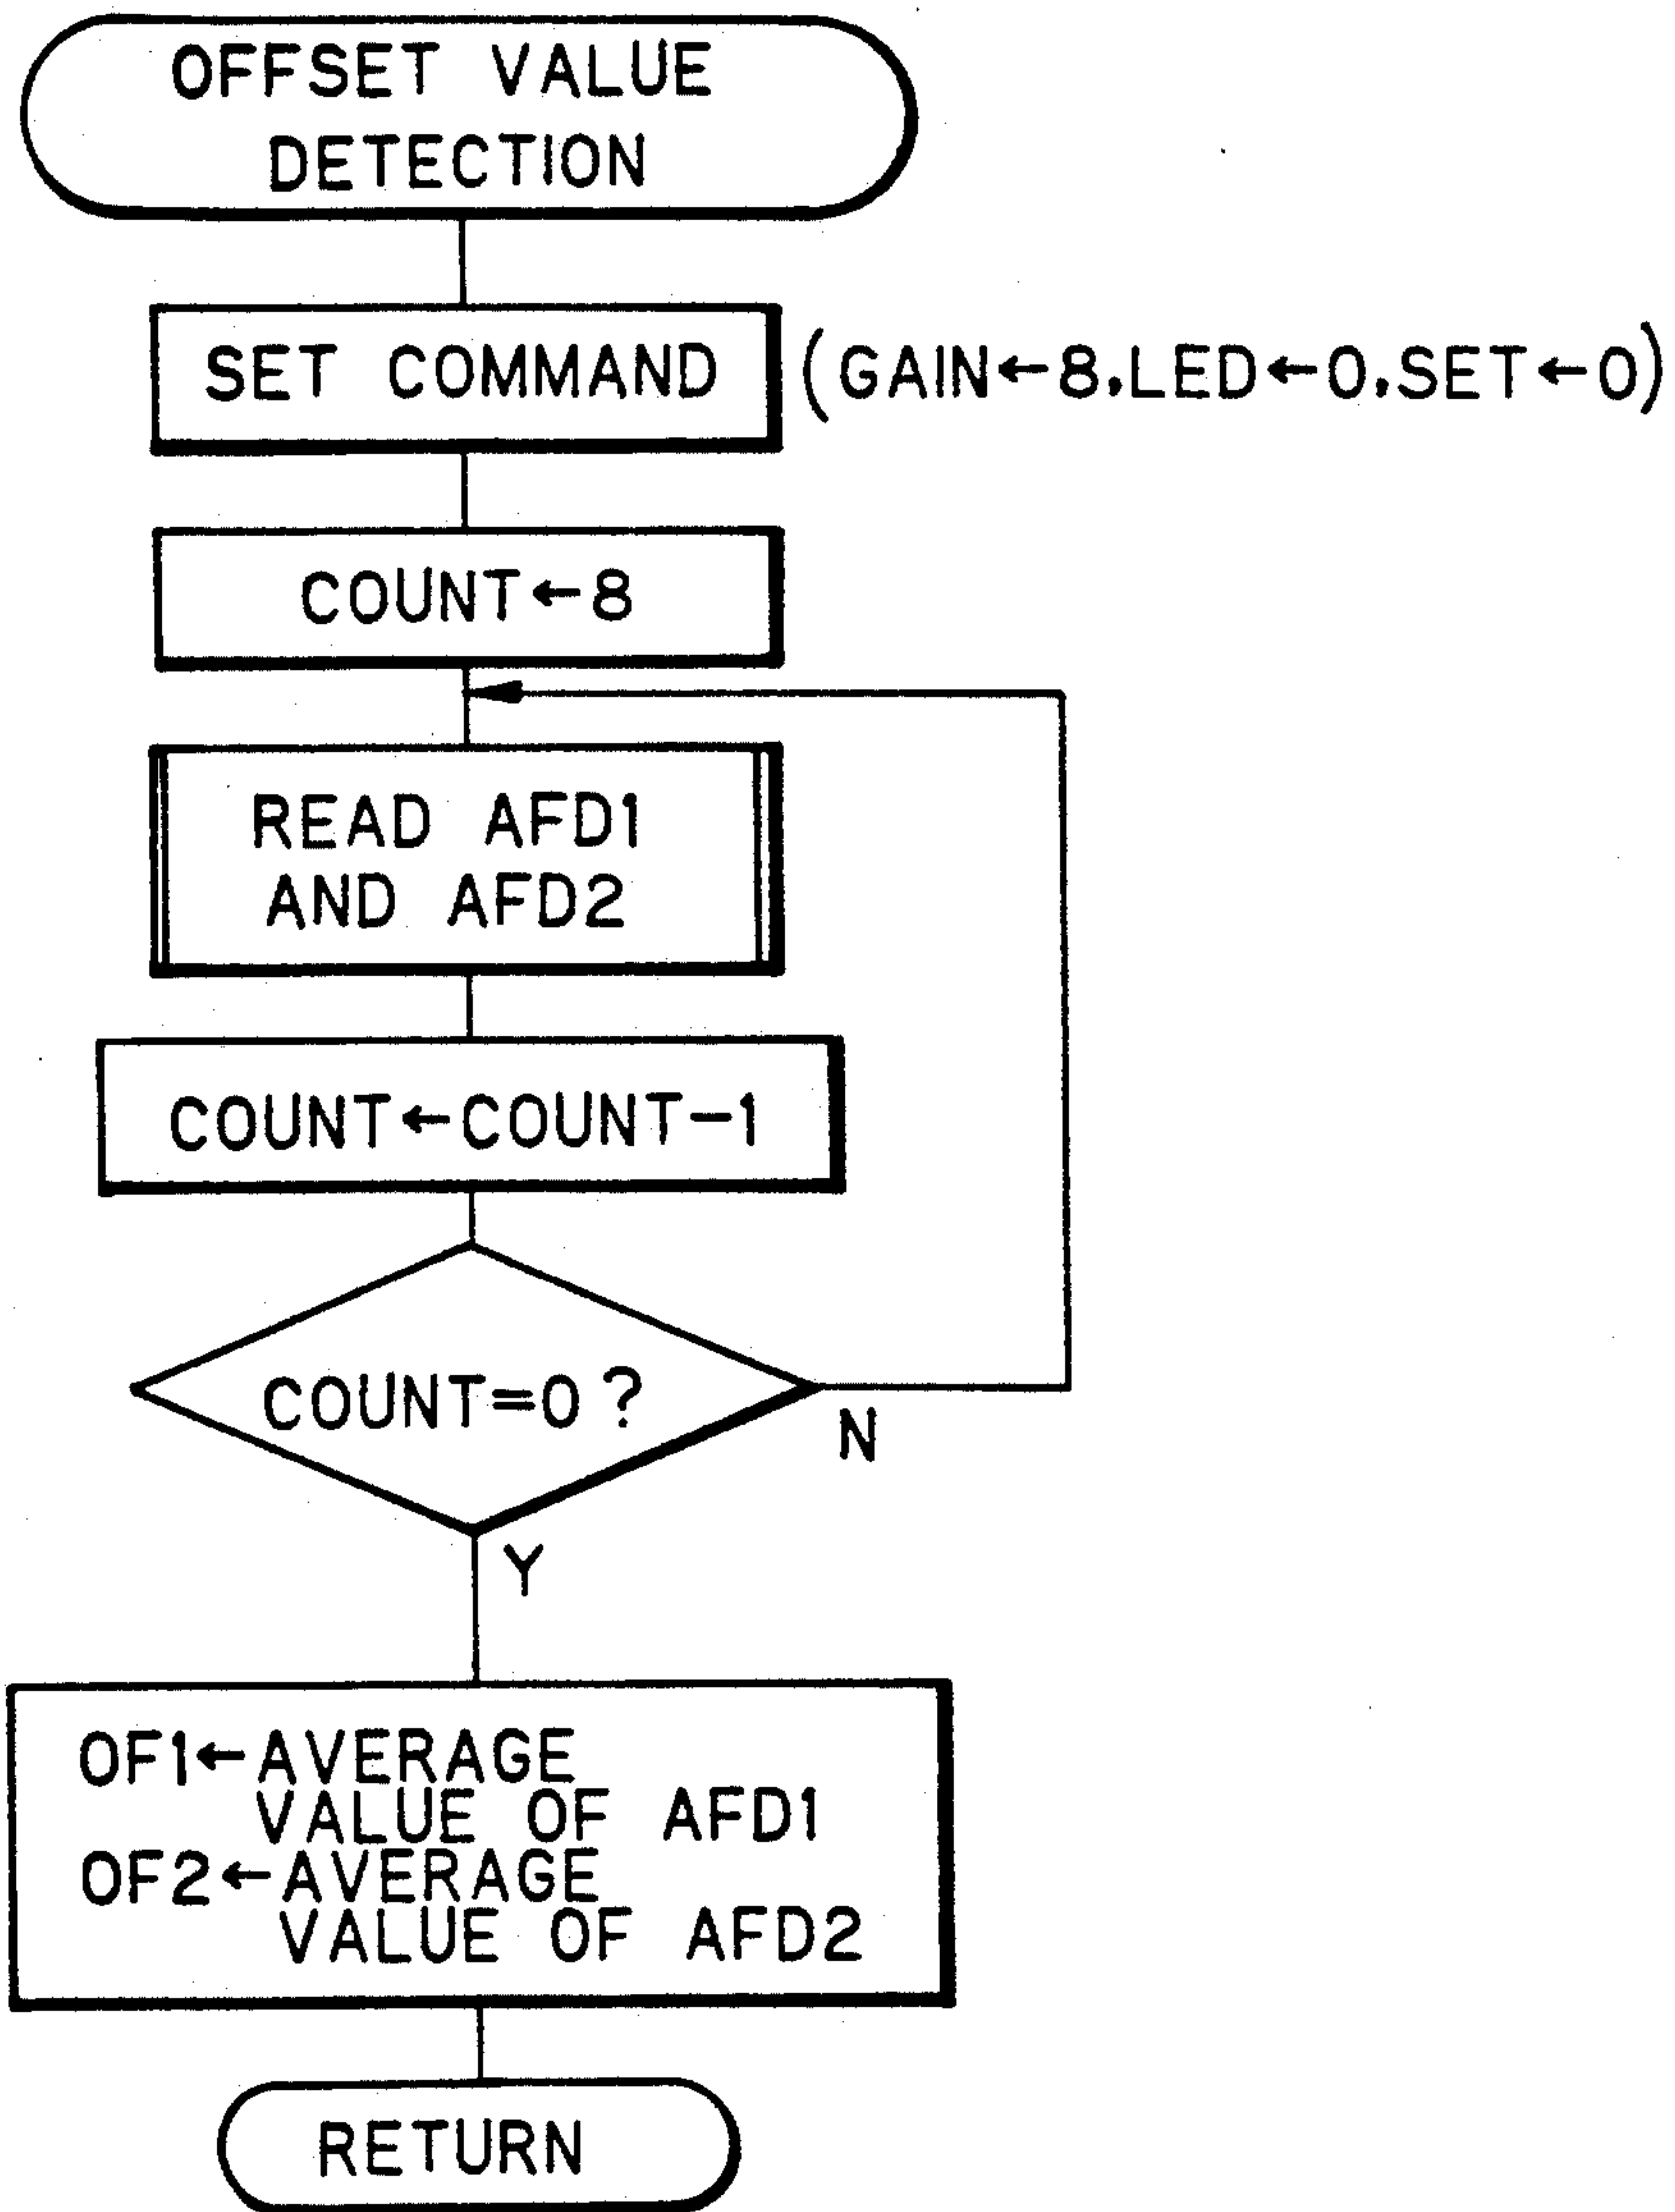 OFFSET VALUE
DETECTION
SET COMMAND (GAIN←8,LED←0,SET←0)
COUNT←8
READ AFD1
AND AFD2
COUNT←COUNT-1
COUNT=0?
N
Y
OF1←AVERAGE
VALUE OF AFD1
OF2←AVERAGE
VALUE OF AFD2
RETURN